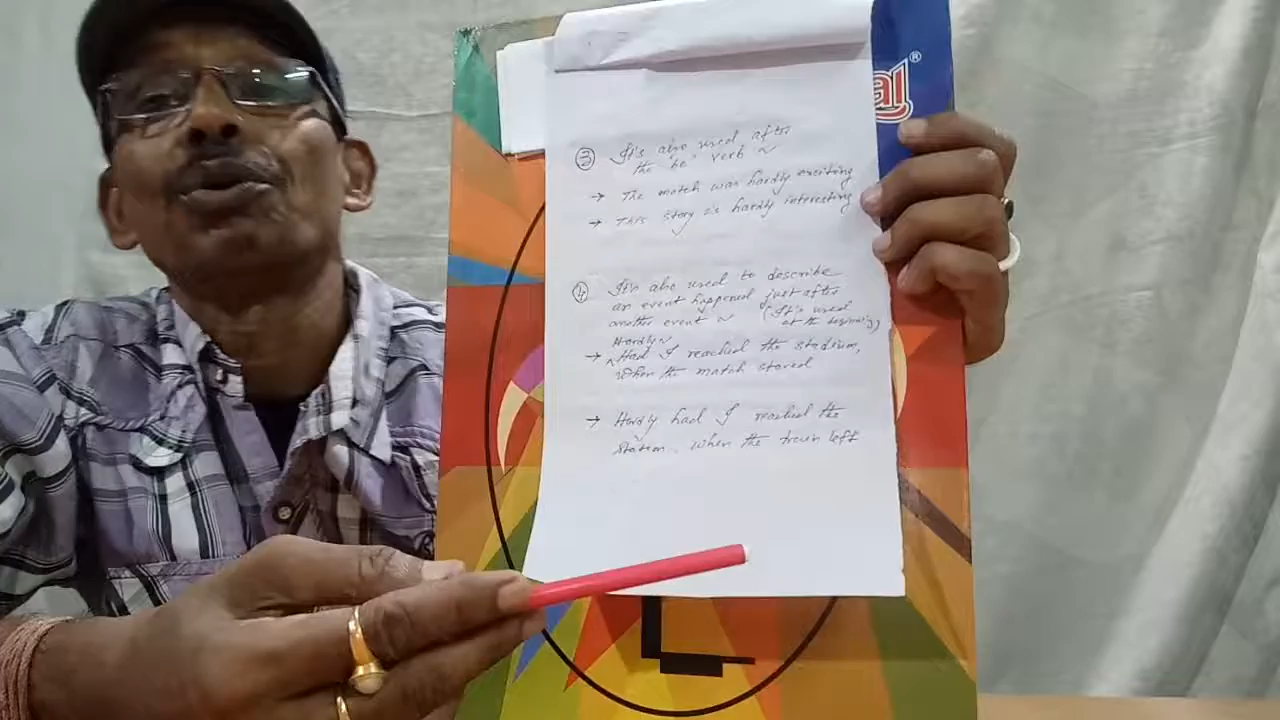 al®
③ It's also used after
the "be" verb ~
→ The match was hardly exciting
→ This story is hardly interesting
④ It's also used to describe
an event happened just after
another event ~ (It's used
at the beginning)
Hardly ~
→ ^Had I reached the stadium,
when the match stared
→ Hardly had I reached the
station, when the train left